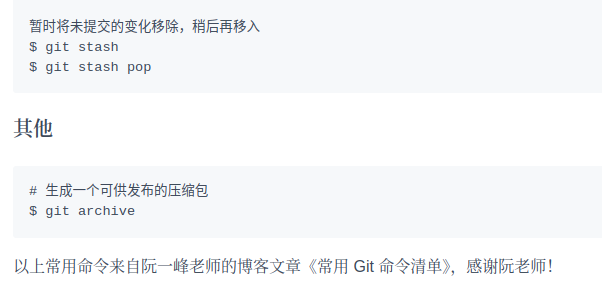 暂时将未提交的变化移除，稍后再移入
$ git stash
$ git stash pop
其他
# 生成一个可供发布的压缩包
$ git archive
以上常用命令来自阮一峰老师的博客文章《常用 Git 命令清单》，感谢阮老师！